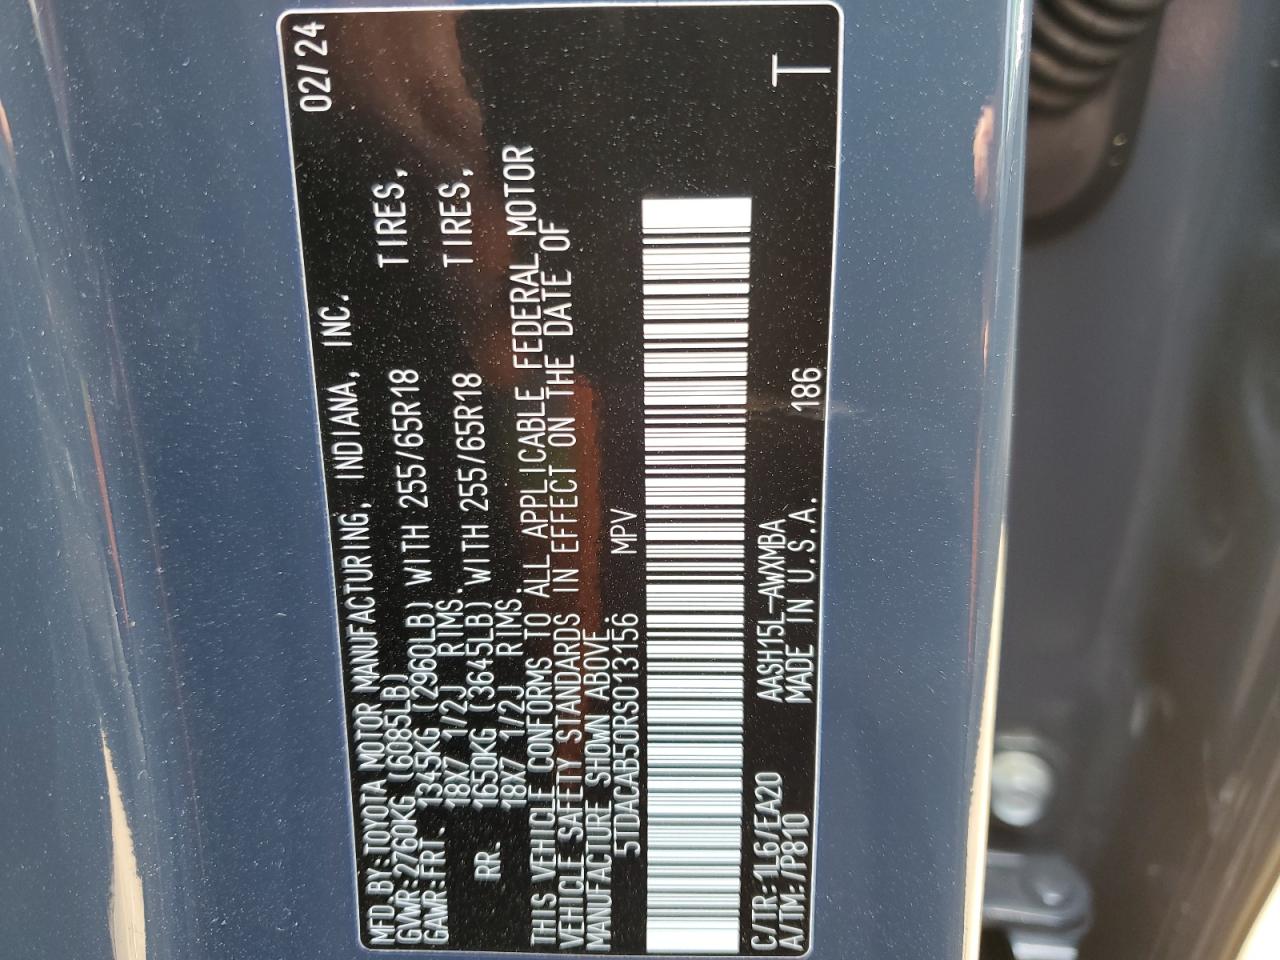 MFD.BY:TOYOTA MOTOR MANUFACTURING, INDIANA, INC. 02/24
GVWR:2760KG (6085LB)
GAWR:FRT. 1345KG (2960LB) WITH 255/65R18 TIRES,
18X7 1/2J RIMS.
RR. 1650KG (3645LB) WITH 255/65R18 TIRES,
18X7 1/2J RIMS.
THIS VEHICLE CONFORMS TO ALL APPLICABLE FEDERAL MOTOR
VEHICLE SAFETY STANDARDS IN EFFECT ON THE DATE OF
MANUFACTURE SHOWN ABOVE.
5TDACAB50RS013156 MPV
C/TR:1L6/EA20 AASH15L-AWXMBA
A/TM:/P810 MADE IN U.S.A. 186 T